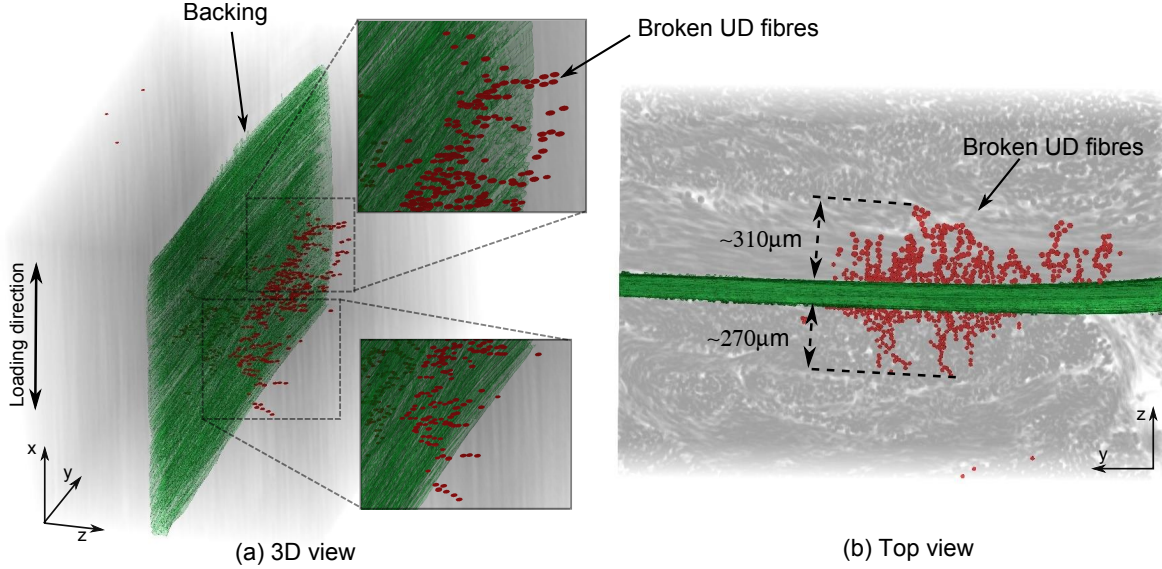 Backing
Broken UD fibres
Loading direction
x
y
z
(a) 3D view
Broken UD fibres
~310μm
~270μm
z
y
(b) Top view